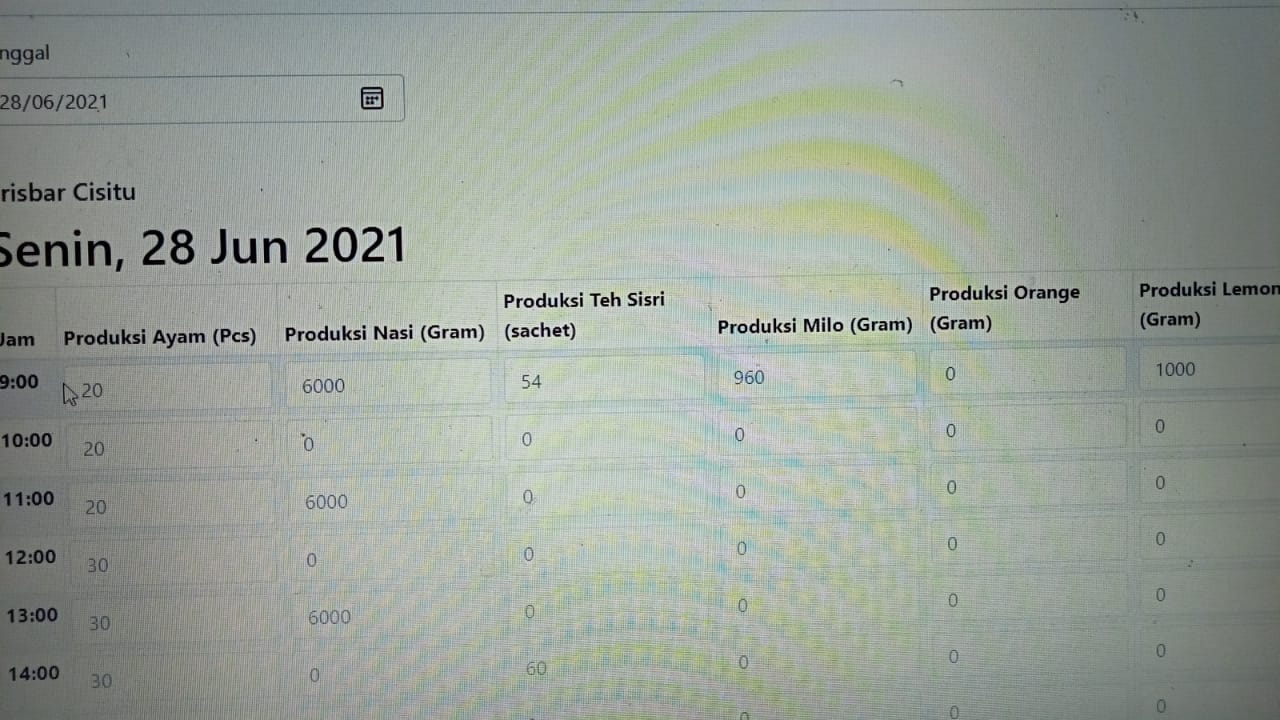 nggal
28/06/2021
risbar Cisitu
Senin, 28 Jun 2021
Jam Produksi Ayam (Pcs) Produksi Nasi (Gram) Produksi Teh Sisri (sachet) Produksi Milo (Gram) Produksi Orange (Gram) Produksi Lemon (Gram)
9:00 20 6000 54 960 0 1000
10:00 20 0 0 0 0 0
11:00 20 6000 0 0 0 0
12:00 30 0 0 0 0 0
13:00 30 6000 0 0 0 0
14:00 30 0 60 0 0 0
0 0 0